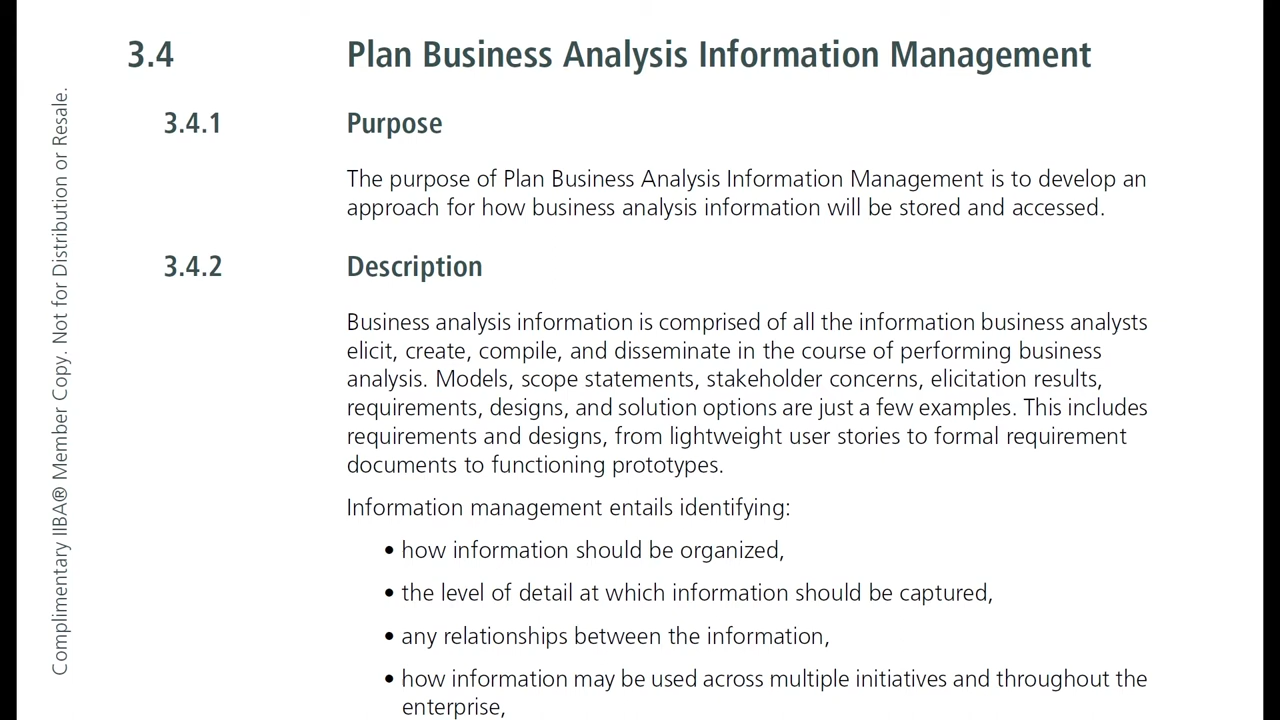 3.4 Plan Business Analysis Information Management
3.4.1 Purpose
The purpose of Plan Business Analysis Information Management is to develop an
approach for how business analysis information will be stored and accessed.
3.4.2 Description
Business analysis information is comprised of all the information business analysts
elicit, create, compile, and disseminate in the course of performing business
analysis. Models, scope statements, stakeholder concerns, elicitation results,
requirements, designs, and solution options are just a few examples. This includes
requirements and designs, from lightweight user stories to formal requirement
documents to functioning prototypes.
Information management entails identifying:
• how information should be organized,
• the level of detail at which information should be captured,
• any relationships between the information,
• how information may be used across multiple initiatives and throughout the
enterprise,
Complimentary IIBA® Member Copy. Not for Distribution or Resale.